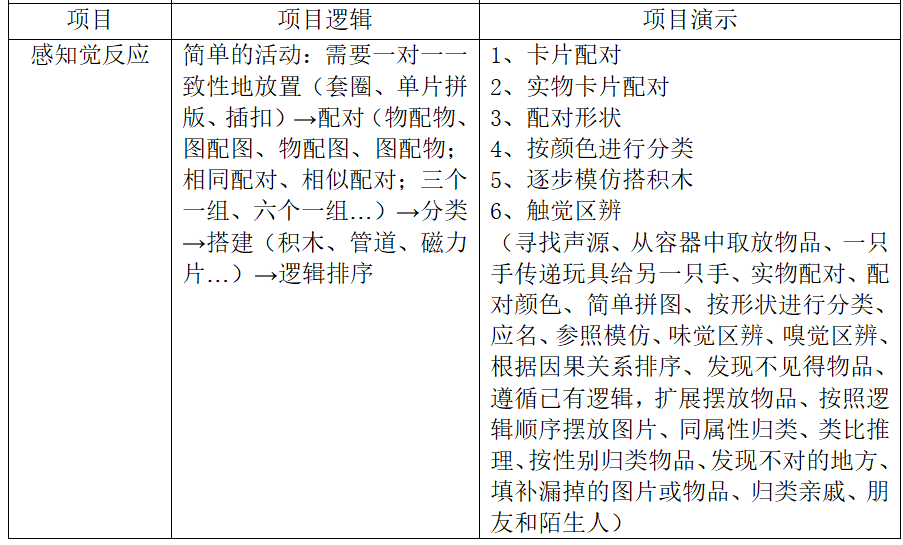 项目
项目逻辑
项目演示
感知觉反应
简单的活动：需要一对一一
致性地放置（套圈、单片拼
版、插扣）→配对（物配物、
图配图、物配图、图配物；
相同配对、相似配对；三个
一组、六个一组…）→分类
→搭建（积木、管道、磁力
片…）→逻辑排序
1、卡片配对
2、实物卡片配对
3、配对形状
4、按颜色进行分类
5、逐步模仿搭积木
6、触觉区辨
（寻找声源、从容器中取放物品、一只
手传递玩具给另一只手、实物配对、配
对颜色、简单拼图、按形状进行分类、
应名、参照模仿、味觉区辨、嗅觉区辨、
根据因果关系排序、发现不见得物品、
遵循已有逻辑，扩展摆放物品、按照逻
辑顺序摆放图片、同属性归类、类比推
理、按性别归类物品、发现不对的地方、
填补漏掉的图片或物品、归类亲戚、朋
友和陌生人）